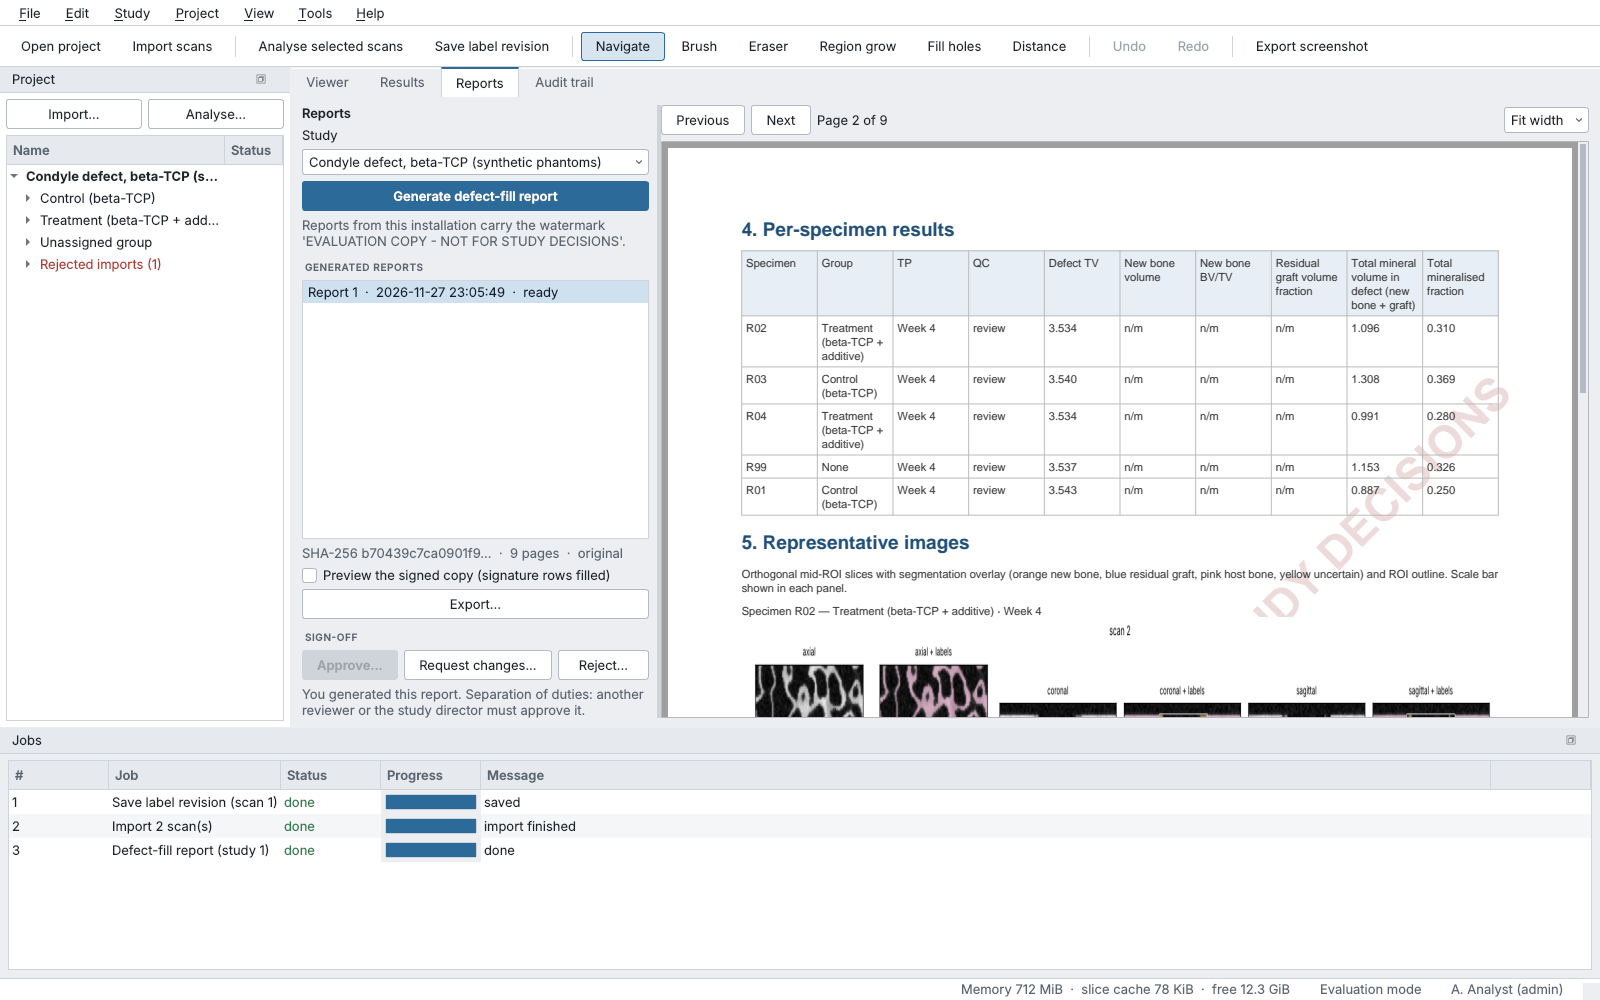 File Edit Study Project View Tools Help
Open project Import scans Analyse selected scans Save label revision Navigate Brush Eraser Region grow Fill holes Distance Undo Redo Export screenshot
Project
Import... Analyse...
Name Status
Condyle defect, beta-TCP (s...
Control (beta-TCP)
Treatment (beta-TCP + add...
Unassigned group
Rejected imports (1)
Viewer Results Reports Audit trail
Reports
Study
Condyle defect, beta-TCP (synthetic phantoms)
Generate defect-fill report
Reports from this installation carry the watermark
'EVALUATION COPY - NOT FOR STUDY DECISIONS'.
GENERATED REPORTS
Report 1 · 2026-11-27 23:05:49 · ready
SHA-256 b70439c7ca0901f9... · 9 pages · original
Preview the signed copy (signature rows filled)
Export...
SIGN-OFF
Approve... Request changes... Reject...
You generated this report. Separation of duties: another
reviewer or the study director must approve it.
Previous Next Page 2 of 9 Fit width
4. Per-specimen results
Specimen Group TP QC Defect TV New bone volume New bone BV/TV Residual graft volume fraction Total mineral volume in defect (new bone + graft) Total mineralised fraction
R02 Treatment (beta-TCP + additive) Week 4 review 3.534 n/m n/m n/m 1.096 0.310
R03 Control (beta-TCP) Week 4 review 3.540 n/m n/m n/m 1.308 0.369
R04 Treatment (beta-TCP + additive) Week 4 review 3.534 n/m n/m n/m 0.991 0.280
R99 None Week 4 review 3.537 n/m n/m n/m 1.153 0.326
R01 Control (beta-TCP) Week 4 review 3.543 n/m n/m n/m 0.887 0.250
5. Representative images
Orthogonal mid-ROI slices with segmentation overlay (orange new bone, blue residual graft, pink host bone, yellow uncertain) and ROI outline. Scale bar
shown in each panel.
Specimen R02 — Treatment (beta-TCP + additive) · Week 4
scan 2
axial axial + labels coronal coronal + labels sagittal sagittal + labels
UDY DECISIONS
Jobs
# Job Status Progress Message
1 Save label revision (scan 1) done saved
2 Import 2 scan(s) done import finished
3 Defect-fill report (study 1) done done
Memory 712 MiB · slice cache 78 KiB · free 12.3 GiB Evaluation mode A. Analyst (admin)